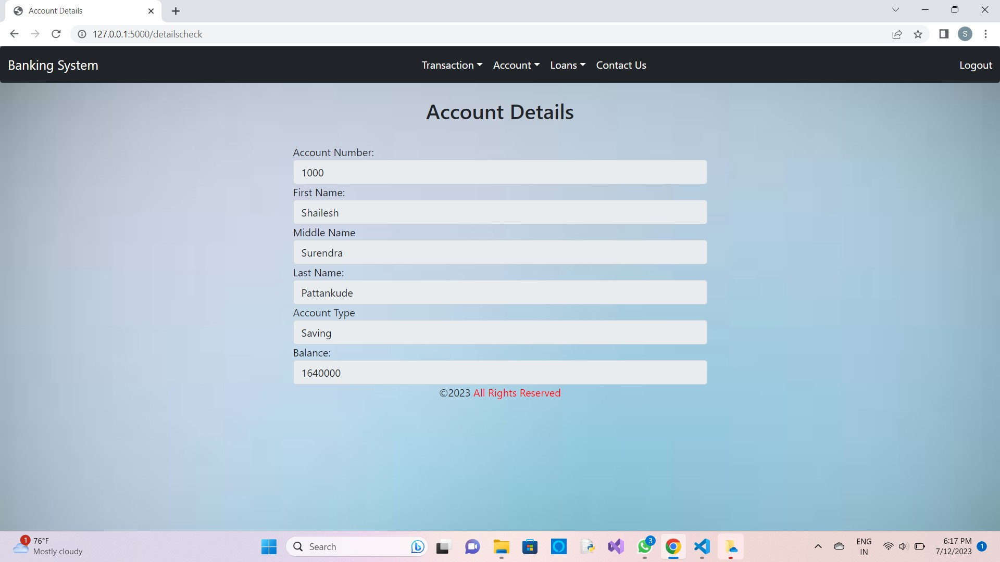 Account Details
127.0.0.1:5000/detailscheck
S
Banking System
Transaction
Account
Loans
Contact Us
Logout
Account Details
Account Number:
1000
First Name:
Shailesh
Middle Name
Surendra
Last Name:
Pattankude
Account Type
Saving
Balance:
1640000
©2023 All Rights Reserved
1
76°F
Mostly cloudy
Search
3
ENG
IN
6:17 PM
7/12/2023
1